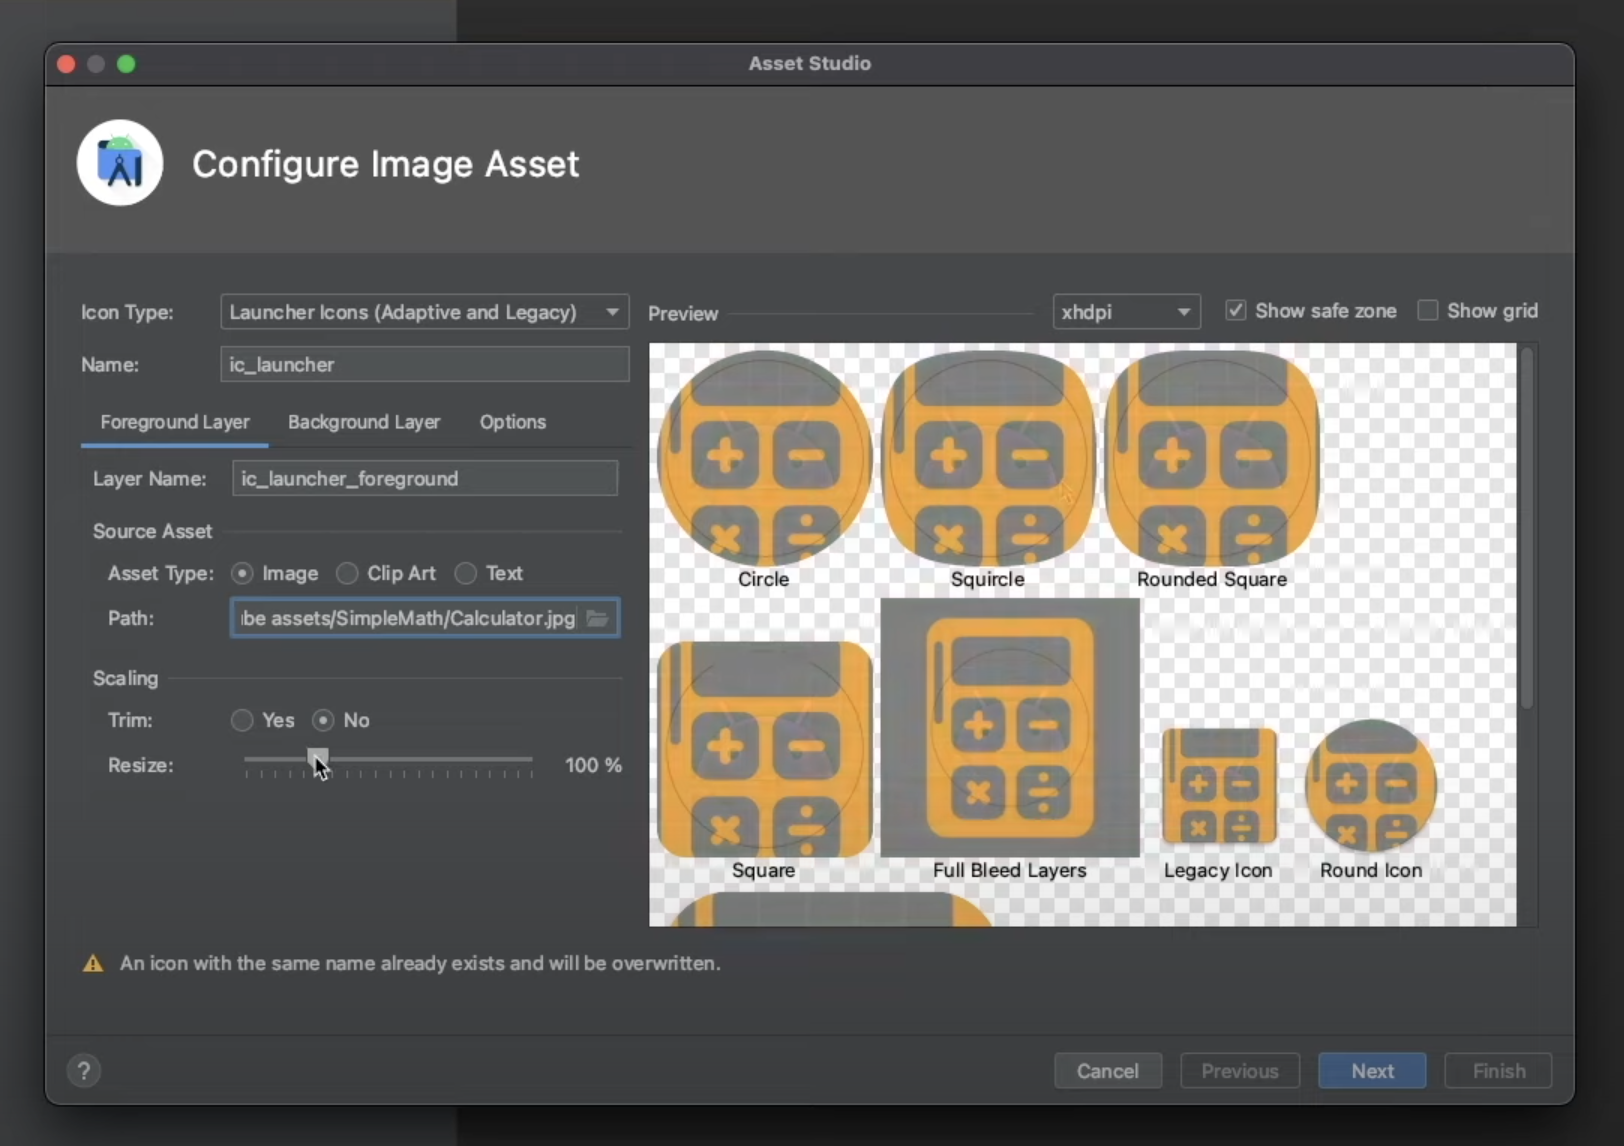 Asset Studio
Configure Image Asset
Icon Type: Launcher Icons (Adaptive and Legacy)
Name: ic_launcher
Foreground Layer Background Layer Options
Layer Name: ic_launcher_foreground
Source Asset
Asset Type: Image Clip Art Text
Path: be assets/SimpleMath/Calculator.jpg
Scaling
Trim: Yes No
Resize: 100 %
Preview xhdpi Show safe zone Show grid
Circle Squircle Rounded Square
Square Full Bleed Layers Legacy Icon Round Icon
An icon with the same name already exists and will be overwritten.
? Cancel Previous Next Finish